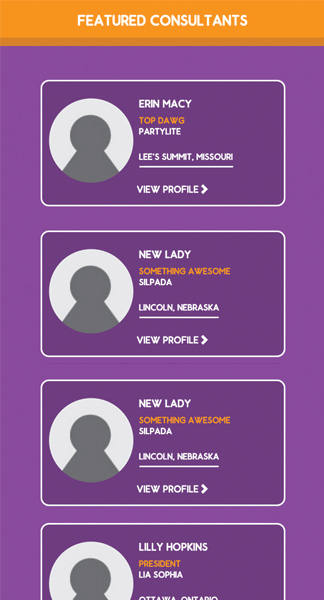 FEATURED CONSULTANTS
ERIN MACY
TOP DAWG
PARTYLITE
LEE'S SUMMIT, MISSOURI
VIEW PROFILE
NEW LADY
SOMETHING AWESOME
SILPADA
LINCOLN, NEBRASKA
VIEW PROFILE
NEW LADY
SOMETHING AWESOME
SILPADA
LINCOLN, NEBRASKA
VIEW PROFILE
LILLY HOPKINS
PRESIDENT
LIA SOPHIA
OTTAWA, ONTARIO